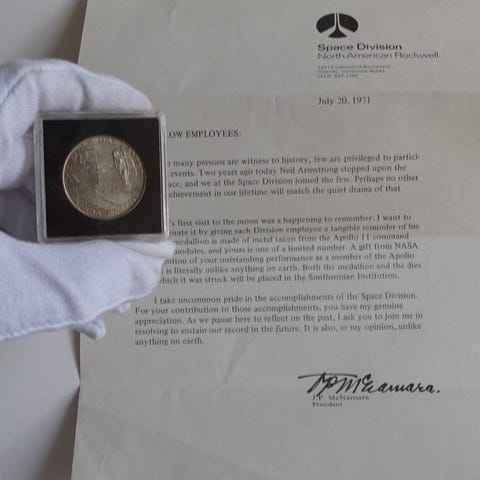 Space Division
North American Rockwell
July 20, 1971
LOW EMPLOYEES:
many persons are witness to history, few are privileged to partici-
events. Two years ago today Neil Armstrong stepped upon the
ace, and we at the Space Division joined the few. Perhaps no other
chievement in our lifetime will match the quiet drama of that
's first visit to the moon was a happening to remember; I want to
orate it by giving each Division employee a tangible reminder of his
medallion is made of metal taken from the Apollo 11 command
modules, and yours is one of a limited number. A gift from NASA
nition of your outstanding performance as a member of the Apollo
t is literally unlike anything on earth. Both the medallion and the dies
which it was struck will be placed in the Smithsonian Institution.
I take uncommon pride in the accomplishments of the Space Division.
For your contribution to those accomplishments, you have my genuine
appreciation. As we pause here to reflect on the past, I ask you to join me in
resolving to sustain our record in the future. It is also, in my opinion, unlike
anything on earth.
J.P. McNamara.
J.P. McNamara
President